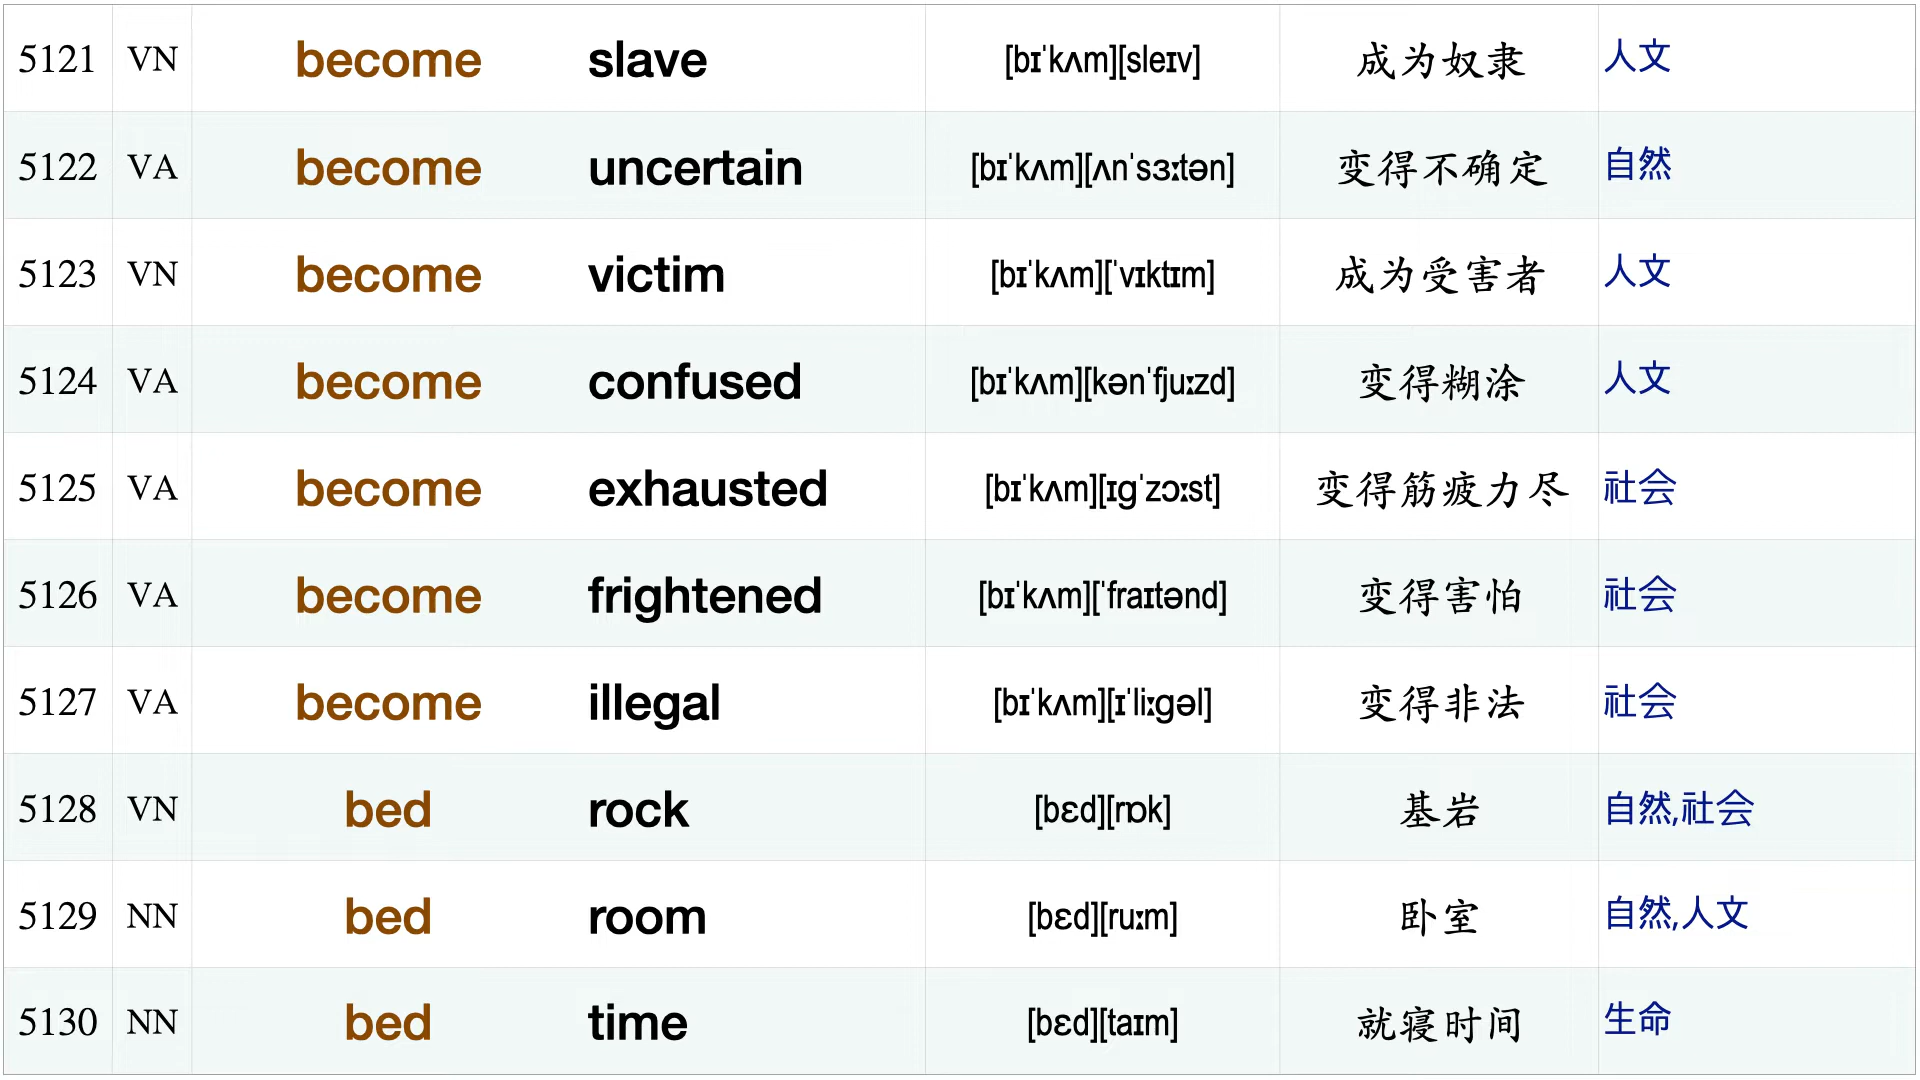 5121 VN become slave [bɪˈkʌm][sleɪv] 成为奴隶 人文
5122 VA become uncertain [bɪˈkʌm][ʌnˈsɜːtən] 变得不确定 自然
5123 VN become victim [bɪˈkʌm][ˈvɪktɪm] 成为受害者 人文
5124 VA become confused [bɪˈkʌm][kənˈfjuːzd] 变得糊涂 人文
5125 VA become exhausted [bɪˈkʌm][ɪɡˈzɔːst] 变得筋疲力尽 社会
5126 VA become frightened [bɪˈkʌm][ˈfraɪtənd] 变得害怕 社会
5127 VA become illegal [bɪˈkʌm][ɪˈliːɡəl] 变得非法 社会
5128 VN bed rock [bɛd][rɒk] 基岩 自然,社会
5129 NN bed room [bɛd][ruːm] 卧室 自然,人文
5130 NN bed time [bɛd][taɪm] 就寝时间 生命